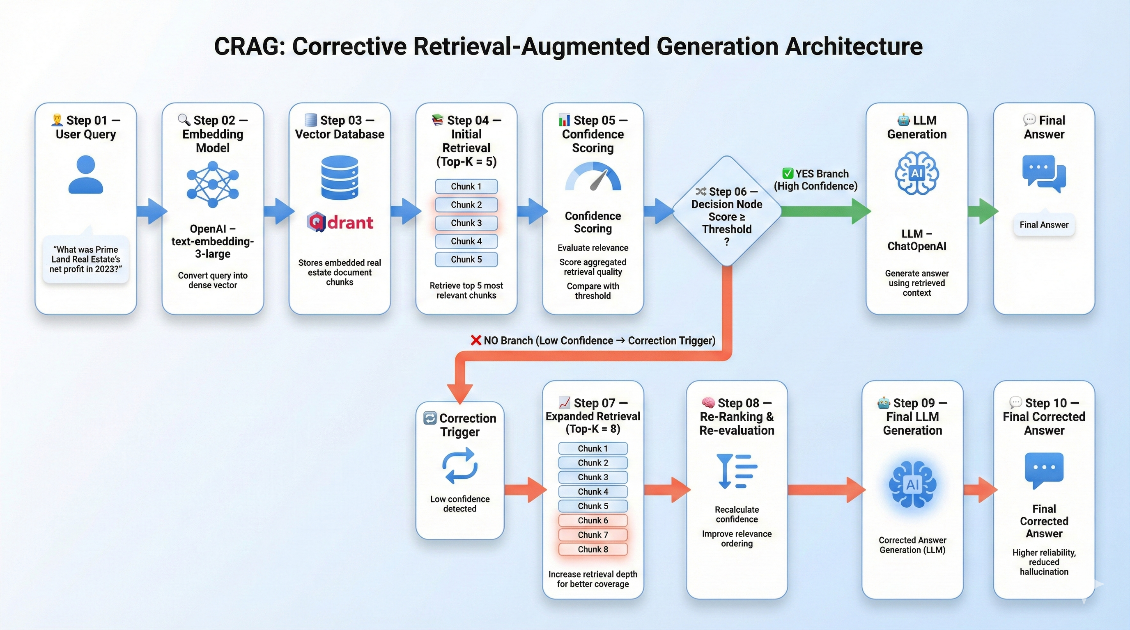 CRAG: Corrective Retrieval-Augmented Generation Architecture
Step 01 —
User Query
"What was Prime
Land Real Estate's
net profit in 2023?"
Step 02 —
Embedding
Model
OpenAI –
text-embedding-
3-large
Convert query into
dense vector
Step 03 —
Vector Database
Qdrant
Stores embedded real
estate document
chunks
Step 04 —
Initial
Retrieval
(Top-K = 5)
Chunk 1
Chunk 2
Chunk 3
Chunk 4
Chunk 5
Retrieve top 5 most
relevant chunks
Step 05 —
Confidence
Scoring
Confidence
Scoring
Evaluate relevance
Score aggregated
retrieval quality
Compare with
threshold
Step 06 —
Decision Node
Score ≥
Threshold
?
YES Branch
(High Confidence)
LLM
Generation
AI
LLM –
ChatOpenAI
Generate answer
using retrieved
context
Final
Answer
Final Answer
NO Branch (Low Confidence → Correction Trigger)
Correction
Trigger
Low confidence
detected
Step 07 —
Expanded Retrieval
(Top-K = 8)
Chunk 1
Chunk 2
Chunk 3
Chunk 4
Chunk 5
Chunk 6
Chunk 7
Chunk 8
Increase retrieval depth
for better coverage
Step 08 —
Re-Ranking &
Re-evaluation
Recalculate
confidence
Improve relevance
ordering
Step 09 —
Final LLM
Generation
AI
Corrected Answer
Generation (LLM)
Step 10 —
Final Corrected
Answer
Final
Corrected
Answer
Higher reliability,
reduced
hallucination